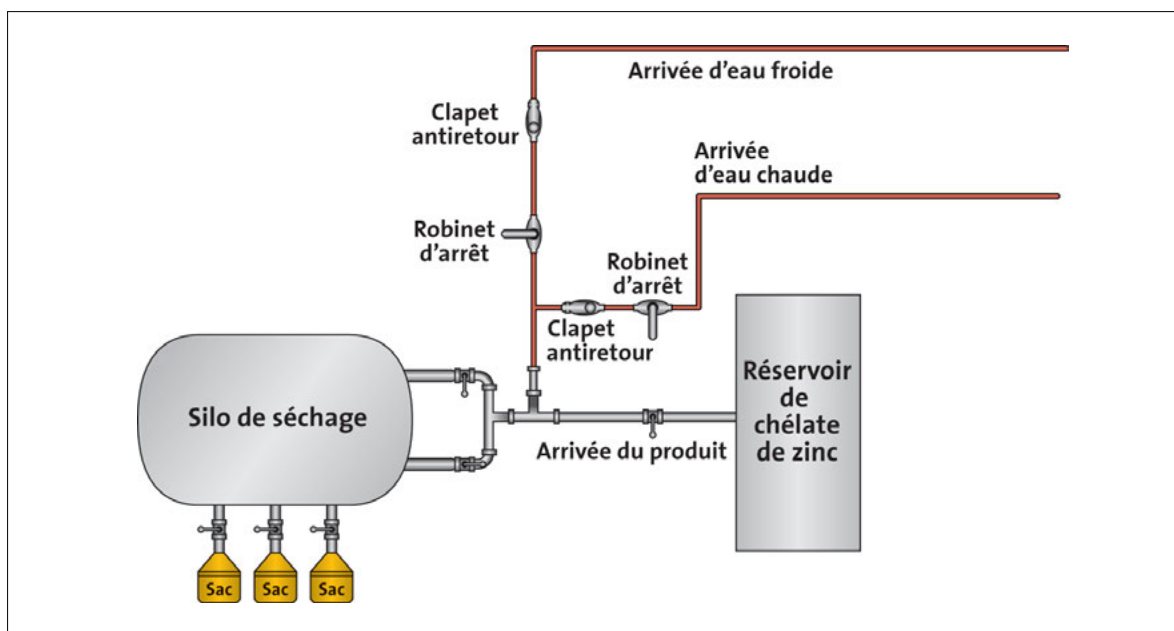 Arrivée d'eau froide
Clapet
antiretour
Arrivée
d'eau chaude
Robinet
d'arrêt
Robinet
d'arrêt
Clapet
antiretour
Réservoir
de
chélate
de zinc
Silo de séchage
Arrivée du produit
Sac
Sac
Sac